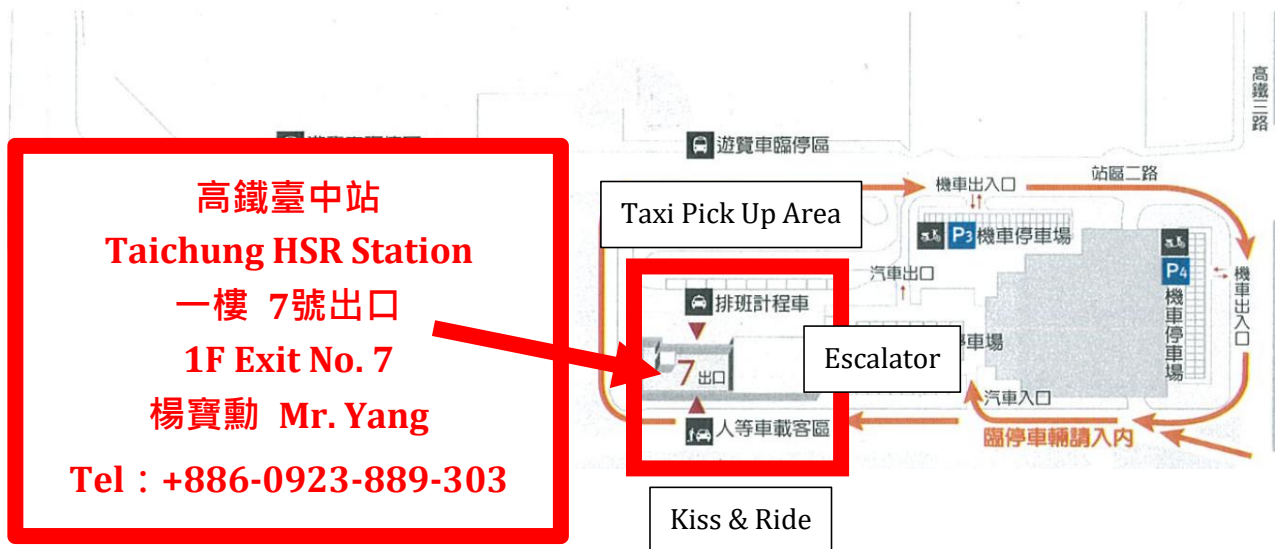 高鐵臺中站
Taichung HSR Station
一樓 7號出口
1F Exit No. 7
楊寶勳 Mr. Yang
Tel：+886-0923-889-303
遊覽車臨停區
Taxi Pick Up Area
機車出入口
站區二路
高鐵三路
P3 機車停車場
汽車出口
P4
機車停車場
機車出入口
排班計程車
7 出口
Escalator
車場
汽車入口
人等車載客區
臨停車輛請入內
Kiss & Ride